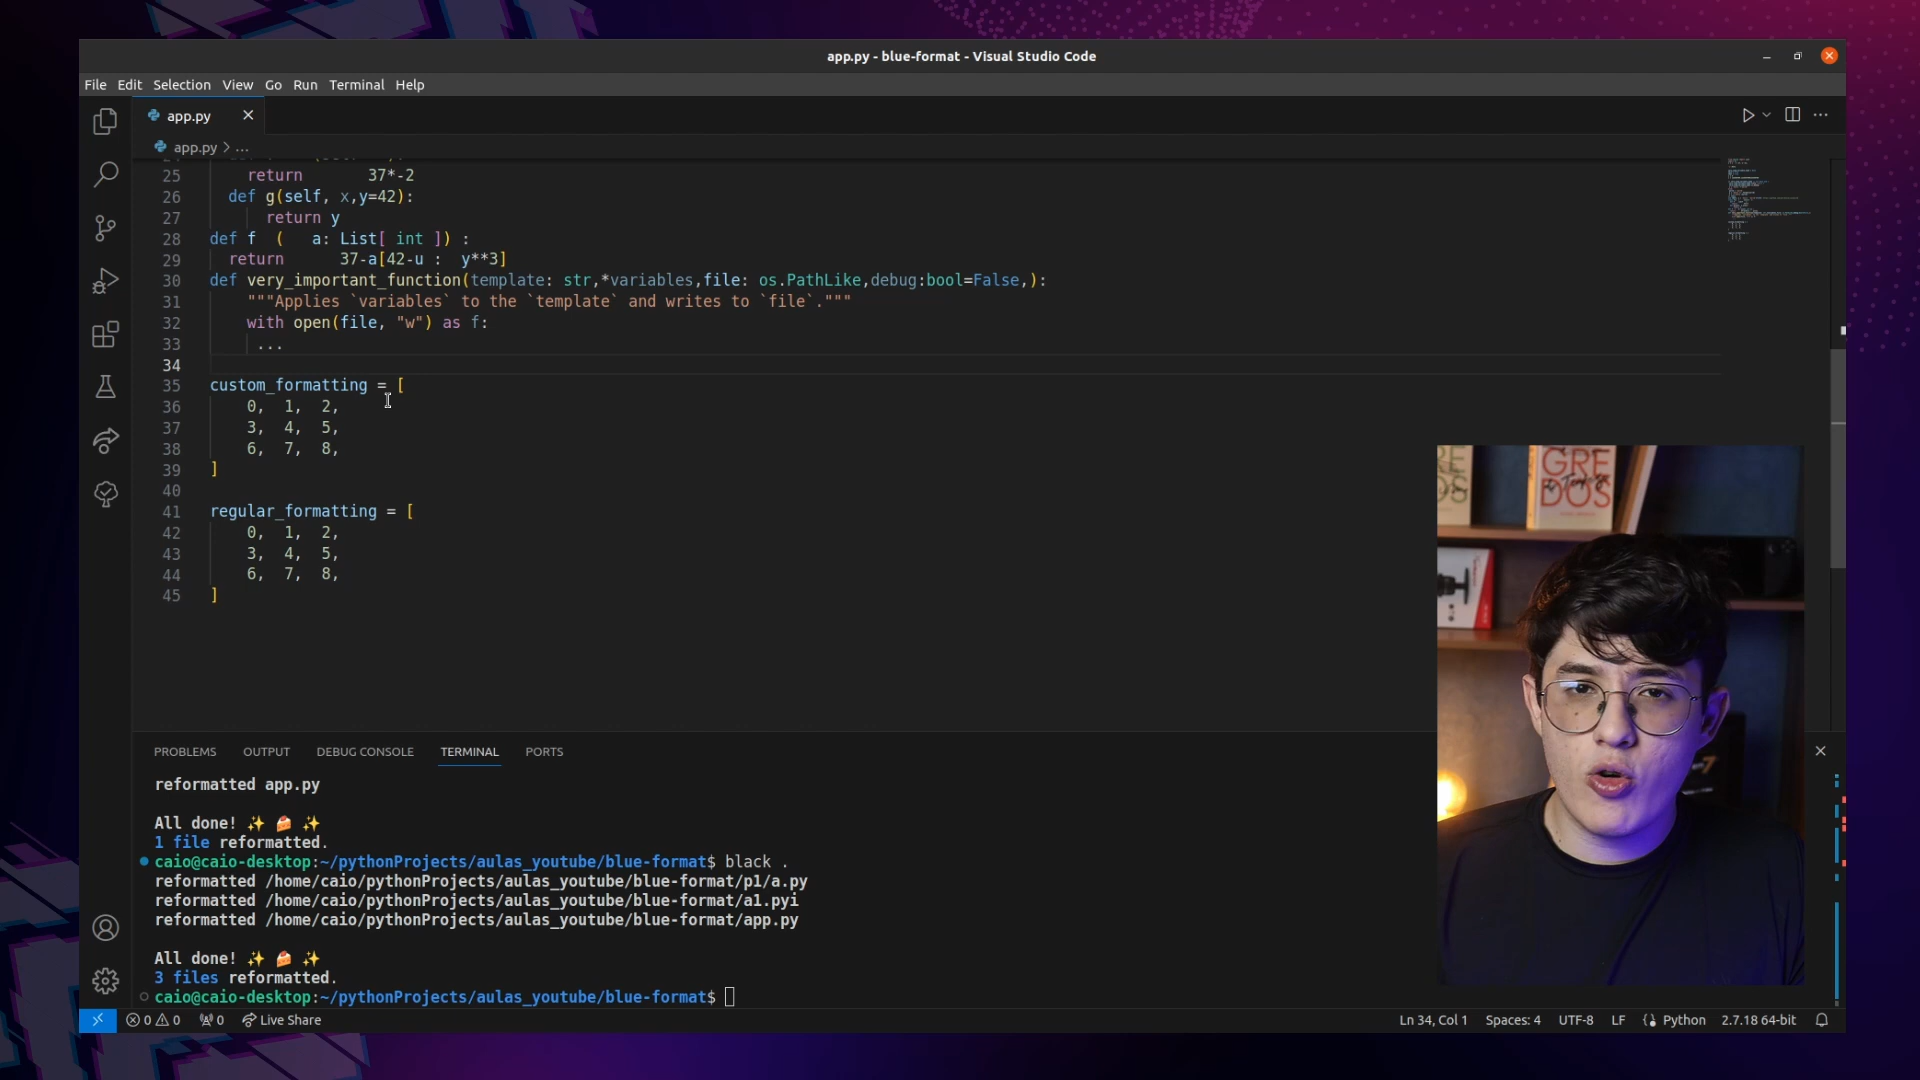 app.py - blue-format - Visual Studio Code
File Edit Selection View Go Run Terminal Help
app.py
app.py > ...
25 return 37*-2
26 def g(self, x,y=42):
27 return y
28 def f ( a: List[ int ]) :
29 return 37-a[42-u : y**3]
30 def very_important_function(template: str,*variables,file: os.PathLike,debug:bool=False,):
31 """Applies `variables` to the `template` and writes to `file`."""
32 with open(file, "w") as f:
33 ...
34
35 custom_formatting = [
36 0, 1, 2,
37 3, 4, 5,
38 6, 7, 8,
39 ]
40
41 regular_formatting = [
42 0, 1, 2,
43 3, 4, 5,
44 6, 7, 8,
45 ]
GRE
DOS
PROBLEMS OUTPUT DEBUG CONSOLE TERMINAL PORTS
reformatted app.py
All done! ✨ 🍰 ✨
1 file reformatted.
caio@caio-desktop:~/pythonProjects/aulas_youtube/blue-format$ black .
reformatted /home/caio/pythonProjects/aulas_youtube/blue-format/p1/a.py
reformatted /home/caio/pythonProjects/aulas_youtube/blue-format/a1.pyi
reformatted /home/caio/pythonProjects/aulas_youtube/blue-format/app.py
All done! ✨ 🍰 ✨
3 files reformatted.
caio@caio-desktop:~/pythonProjects/aulas_youtube/blue-format$
0 0 0 Live Share Ln 34, Col 1 Spaces: 4 UTF-8 LF Python 2.7.18 64-bit